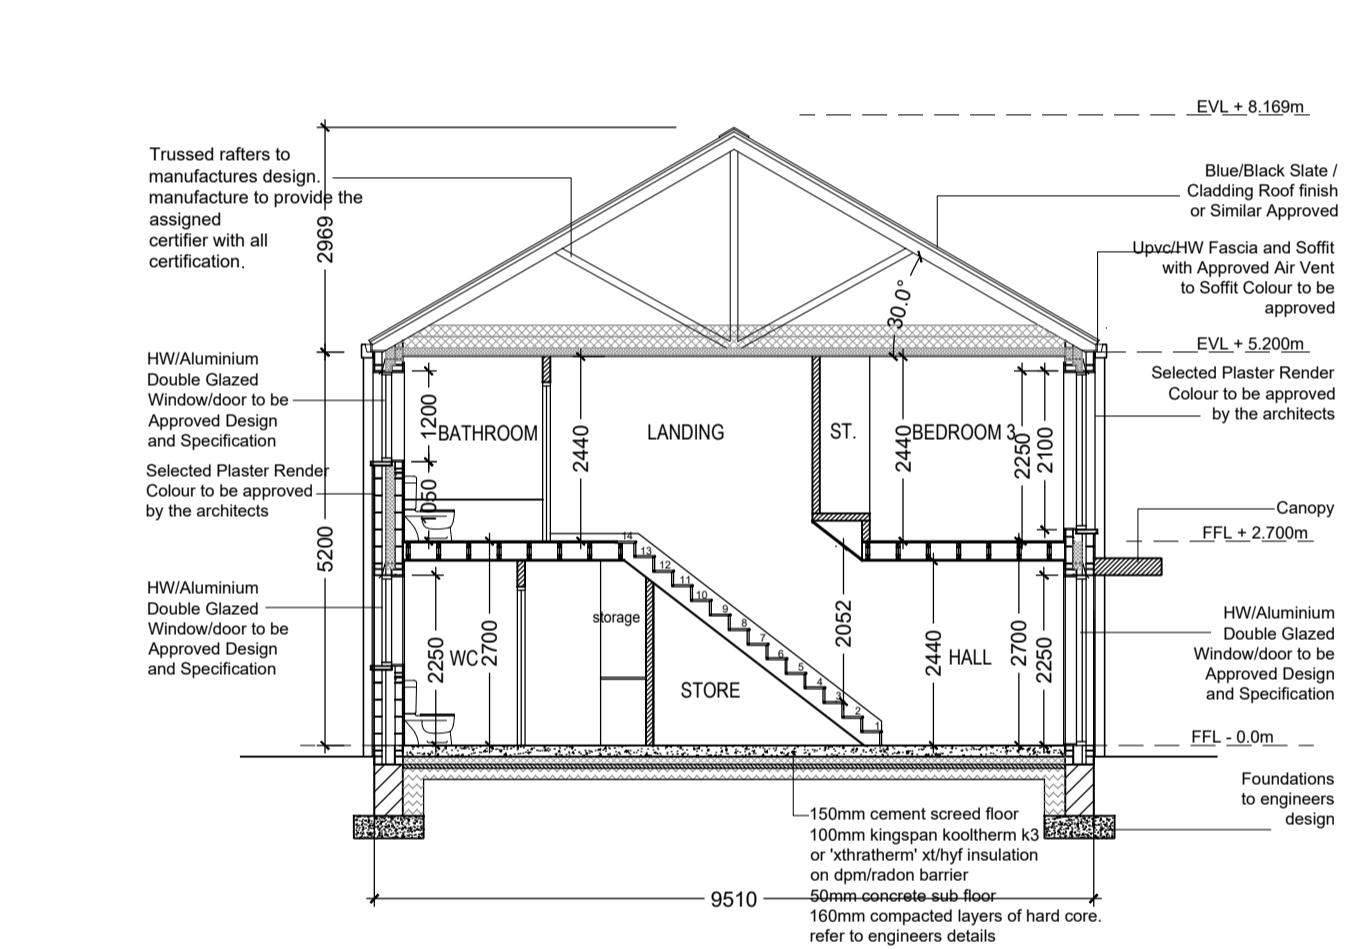 EVL + 8.169m
Trussed rafters to
manufactures design.
manufacture to provide the
assigned
certifier with all
certification.
2969
Blue/Black Slate /
Cladding Roof finish
or Similar Approved
Upvc/HW Fascia and Soffit
with Approved Air Vent
to Soffit Colour to be
approved
30.0°
EVL + 5.200m
HW/Aluminium
Double Glazed
Window/door to be
Approved Design
and Specification
Selected Plaster Render
Colour to be approved
by the architects
Selected Plaster Render
Colour to be approved
by the architects
1200
BATHROOM
2440
LANDING
ST.
2440
BEDROOM 3
2250
2100
1050
5200
Canopy
FFL + 2.700m
HW/Aluminium
Double Glazed
Window/door to be
Approved Design
and Specification
14
13
12
11
10
9
8
7
6
5
4
3
2
1
storage
2250
WC
2700
STORE
2052
2440
HALL
2700
2250
HW/Aluminium
Double Glazed
Window/door to be
Approved Design
and Specification
FFL - 0.0m
Foundations
to engineers
design
150mm cement screed floor
100mm kingspan kooltherm k3
or 'xthratherm' xt/hyf insulation
on dpm/radon barrier
50mm concrete sub floor
160mm compacted layers of hard core.
refer to engineers details
9510